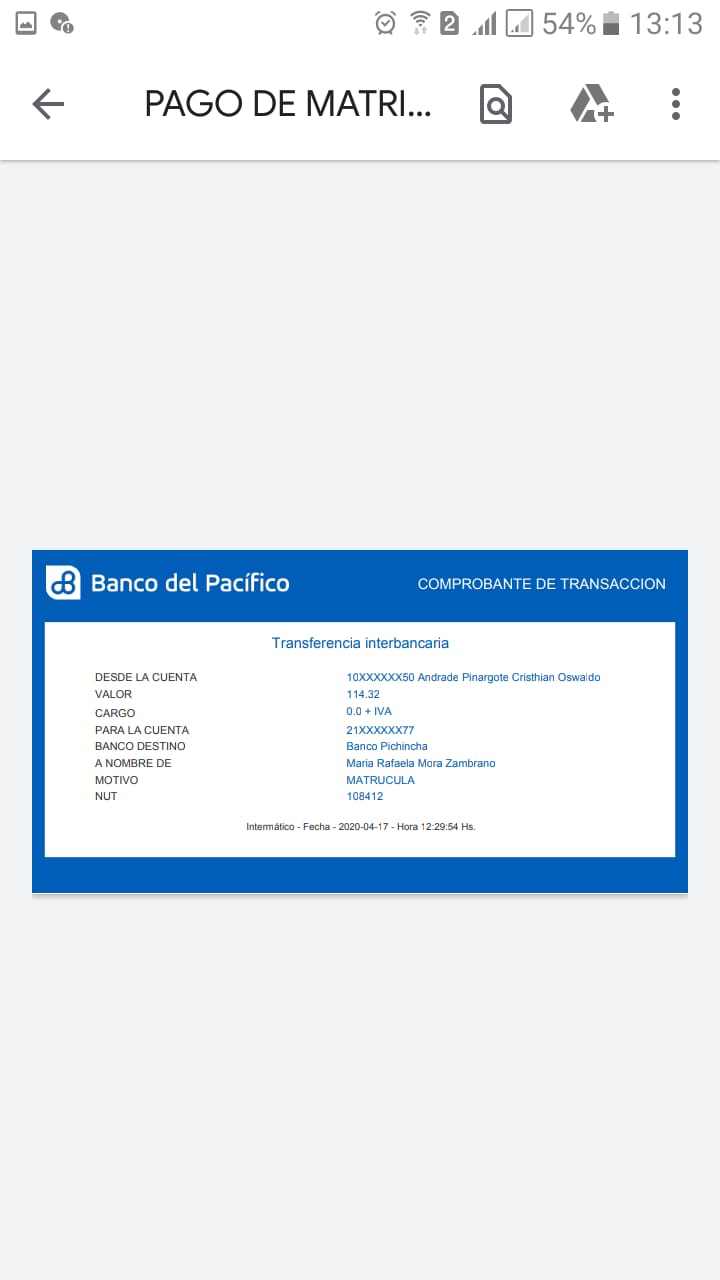 2 54% 13:13
PAGO DE MATRI...
Banco del Pacífico COMPROBANTE DE TRANSACCION
Transferencia interbancaria
DESDE LA CUENTA 10XXXXXX50 Andrade Pinargote Cristhian Oswaldo
VALOR 114.32
CARGO 0.0 + IVA
PARA LA CUENTA 21XXXXXX77
BANCO DESTINO Banco Pichincha
A NOMBRE DE Maria Rafaela Mora Zambrano
MOTIVO MATRUCULA
NUT 108412
Intermático - Fecha - 2020-04-17 - Hora 12:29:54 Hs.